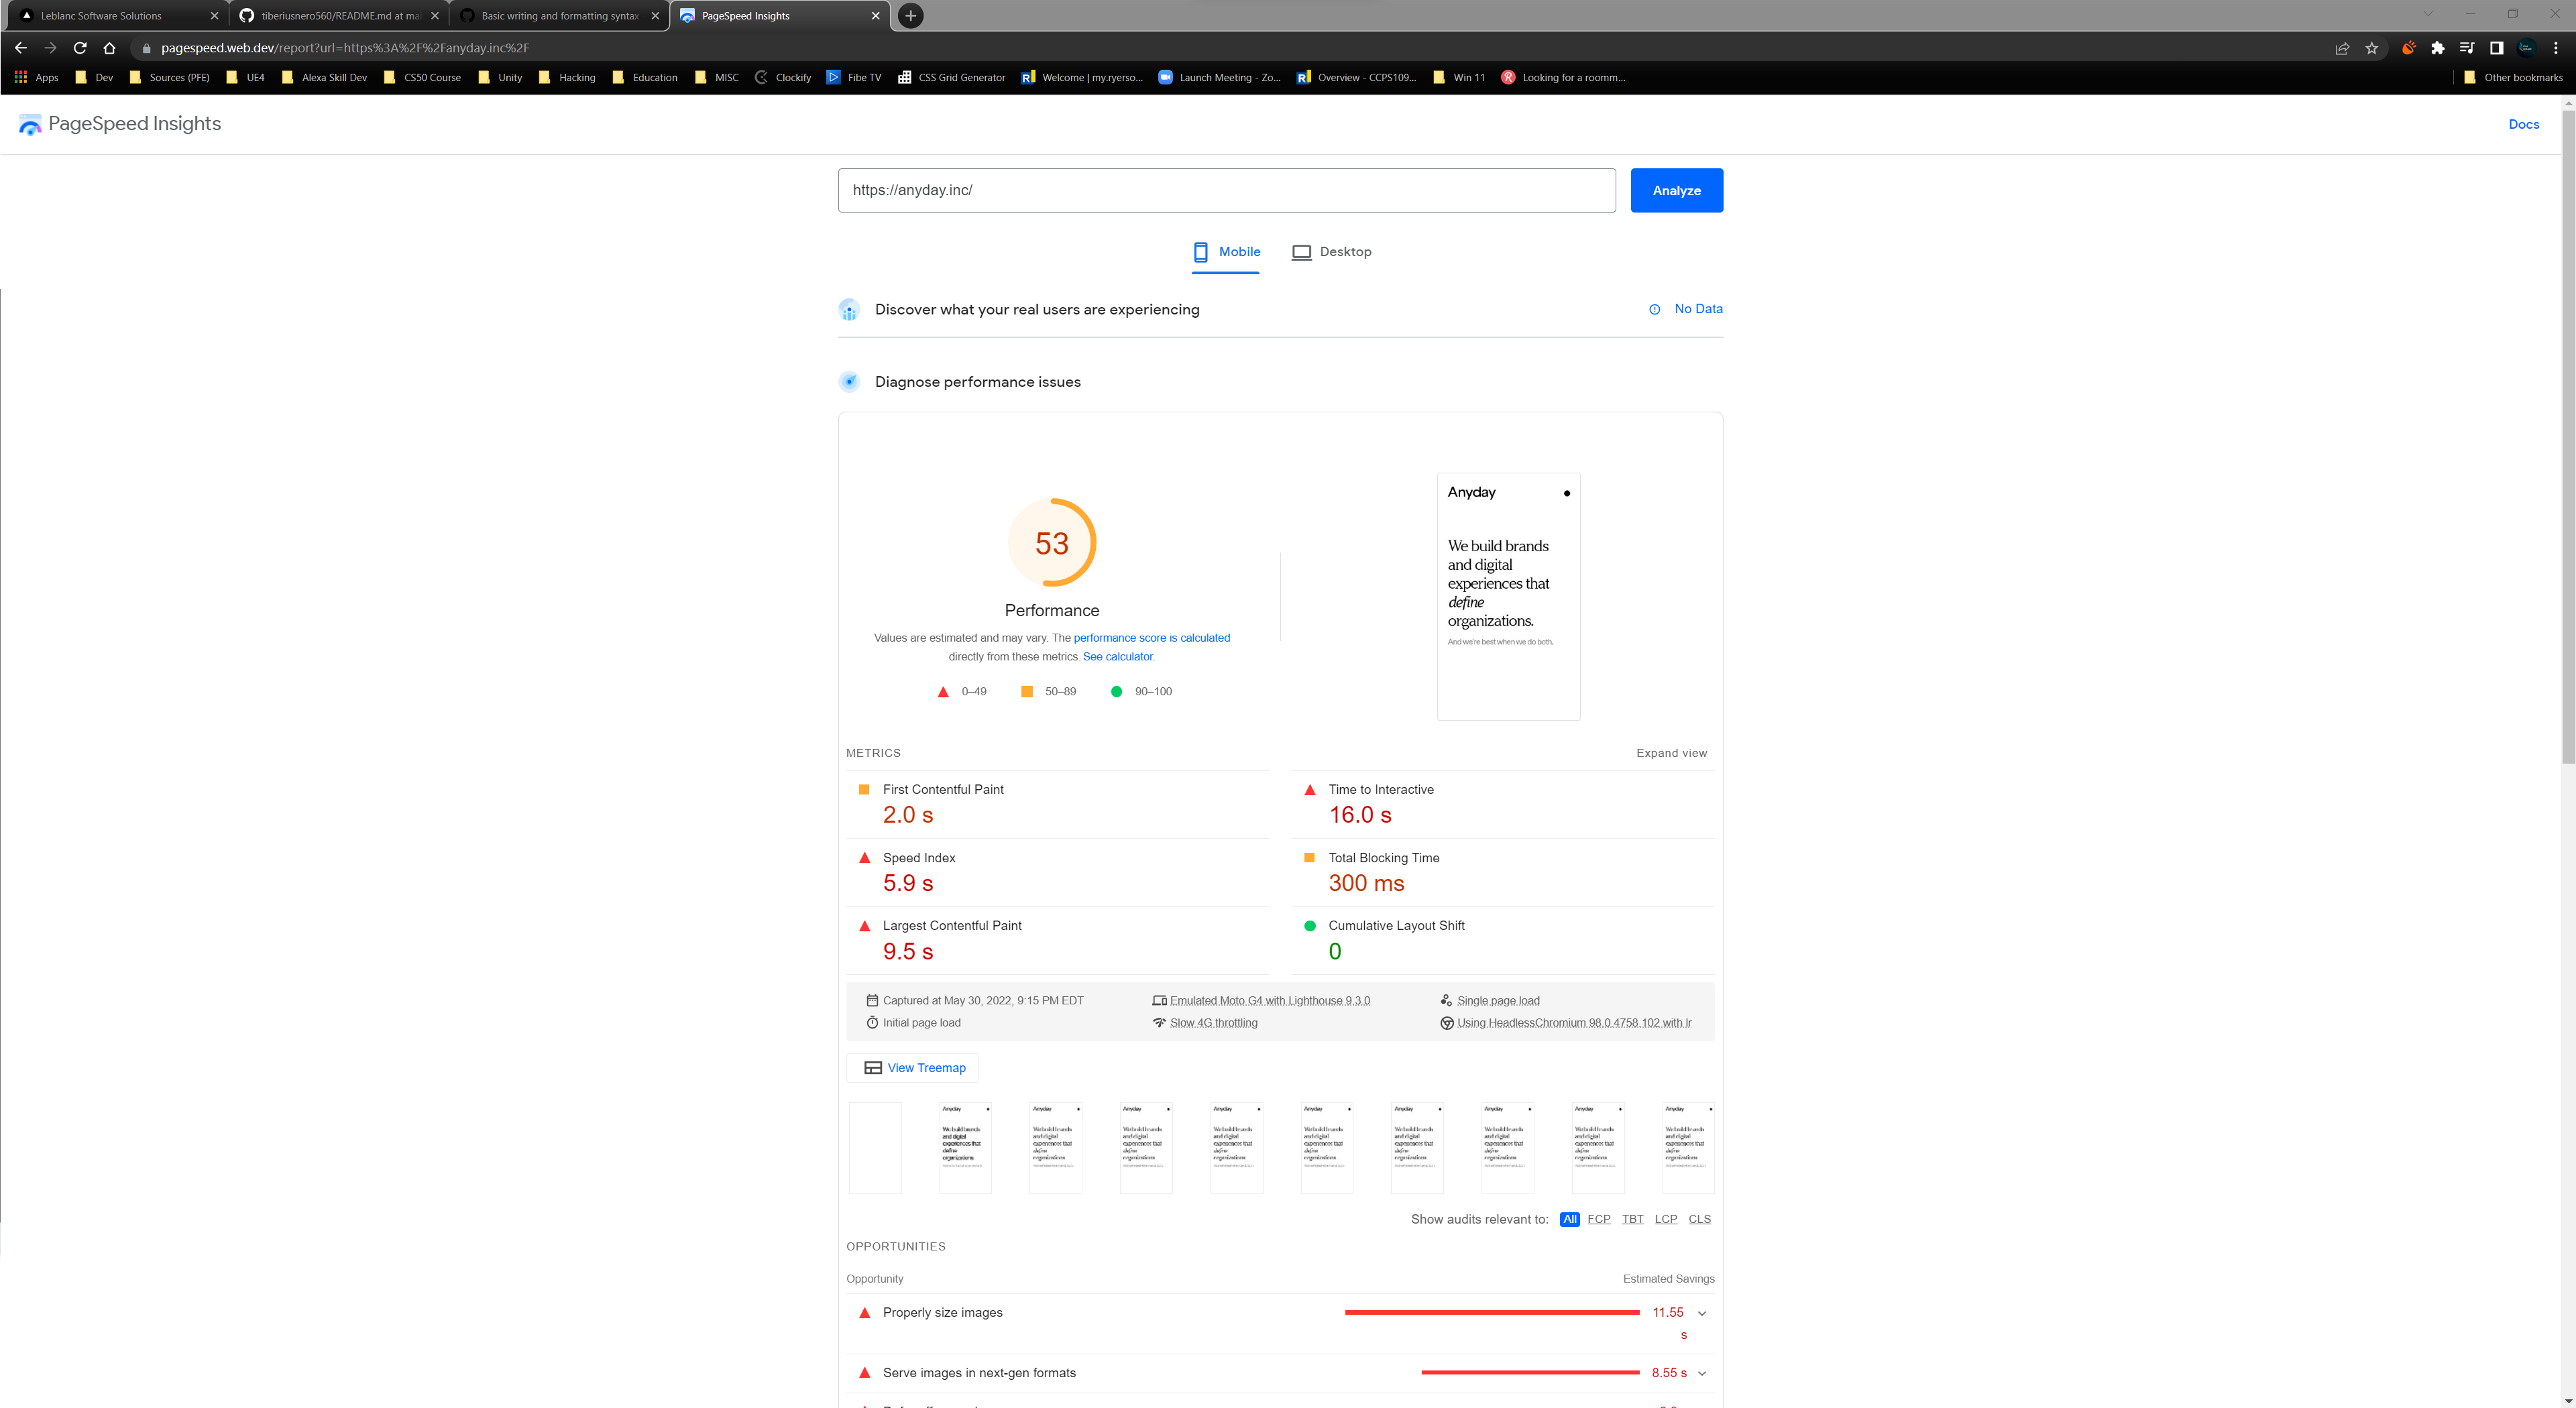 Leblanc Software Solutions
tiberiusnero560/README.md at mai
Basic writing and formatting syntax
PageSpeed Insights
pagespeed.web.dev/report?url=https%3A%2F%2Fanyday.inc%2F
Apps Dev Sources (PFE) UE4 Alexa Skill Dev CS50 Course Unity Hacking Education MISC Clockify Fibe TV CSS Grid Generator Welcome | my.ryerso... Launch Meeting - Zo... Overview - CCPS109... Win 11 Looking for a roomm... Other bookmarks
PageSpeed Insights
Docs
https://anyday.inc/
Analyze
Mobile Desktop
Discover what your real users are experiencing
No Data
Diagnose performance issues
53
Performance
Values are estimated and may vary. The performance score is calculated
directly from these metrics. See calculator.
0–49 50–89 90–100
Anyday
We build brands
and digital
experiences that
define
organizations.
And we're best when we do both.
METRICS
Expand view
First Contentful Paint
2.0 s
Time to Interactive
16.0 s
Speed Index
5.9 s
Total Blocking Time
300 ms
Largest Contentful Paint
9.5 s
Cumulative Layout Shift
0
Captured at May 30, 2022, 9:15 PM EDT
Emulated Moto G4 with Lighthouse 9.3.0
Single page load
Initial page load
Slow 4G throttling
Using HeadlessChromium 98.0.4758.102 with lr
View Treemap
Anyday Anyday Anyday Anyday Anyday Anyday Anyday Anyday Anyday
Show audits relevant to: All FCP TBT LCP CLS
OPPORTUNITIES
Opportunity
Estimated Savings
Properly size images
11.55
s
Serve images in next-gen formats
8.55 s